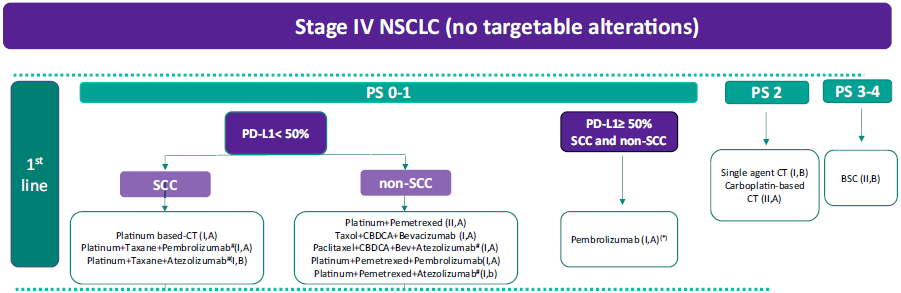 Stage IV NSCLC (no targetable alterations)
PS 0-1
PS 2
PS 3-4
1st
line
PD-L1< 50%
PD-L1≥ 50%
SCC and non-SCC
SCC
non-SCC
Platinum based-CT (I,A)
Platinum+Taxane+Pembrolizumab#(I,A)
Platinum+Taxane+Atezolizumab#(I,B)
Platinum+Pemetrexed (II,A)
Taxol+CBDCA+Bevacizumab (I,A)
Paclitaxel+CBDCA+Bev+Atezolizumab# (I,A)
Platinum+Pemetrexed+Pembrolizumab(I,A)
Platinum+Pemetrexed+Atezolizumab#(I,b)
Pembrolizumab (I,A)(*)
Single agent CT (I,B)
Carboplatin-based
CT (II,A)
BSC (II,B)